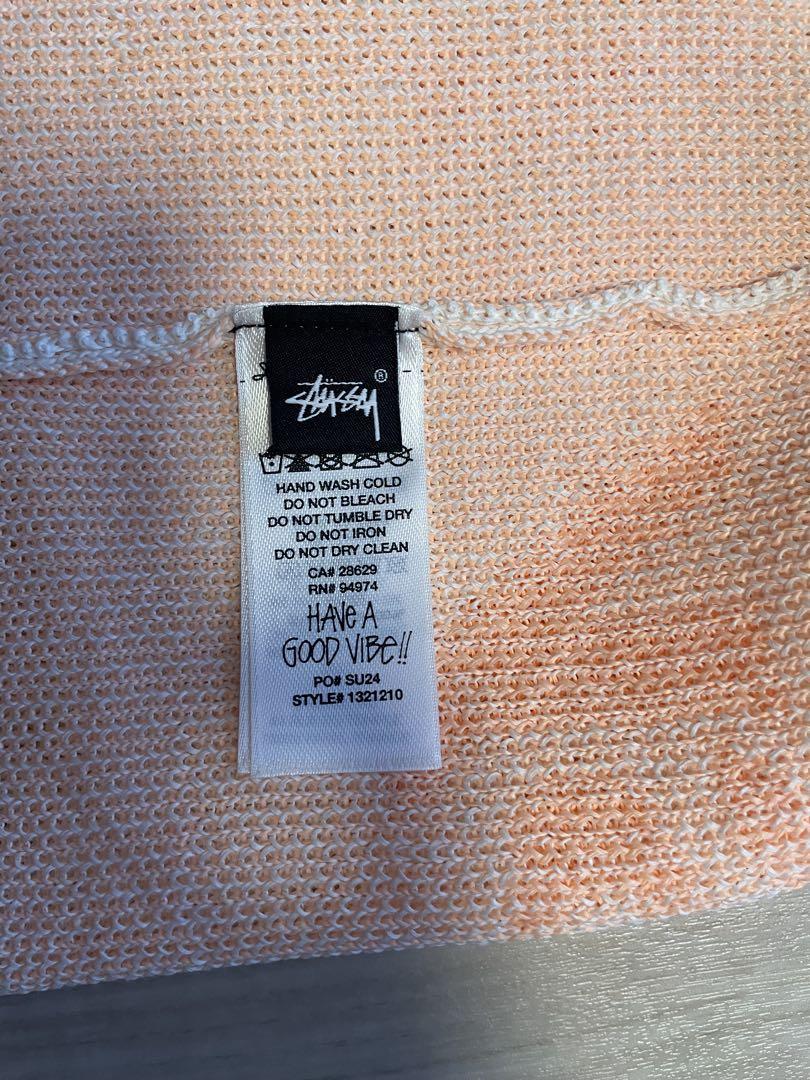 Stüssy ®
HAND WASH COLD
DO NOT BLEACH
DO NOT TUMBLE DRY
DO NOT IRON
DO NOT DRY CLEAN
CA# 28629
RN# 94974
HAVE A
GOOD VIBE!!
PO# SU24
STYLE# 1321210